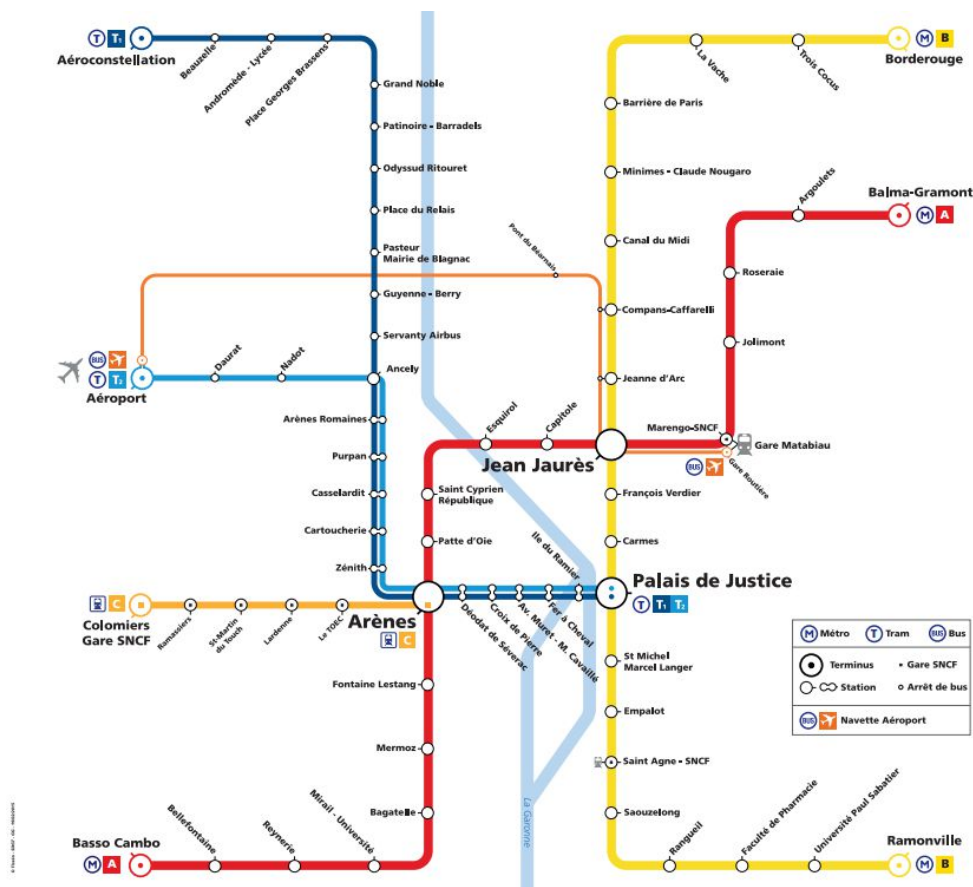 T T1
Aéroconstellation
Beauzelle
Andromède - Lycée
Place Georges Brassens
Grand Noble
Patinoire - Barradels
Odyssud Ritouret
Place du Relais
Pasteur
Mairie de Blagnac
Guyenne - Berry
Servanty Airbus
Ancely
BUS
T T2
Aéroport
Daurat
Nadot
Arènes Romaines
Purpan
Casselardit
Cartoucherie
Zénith
C
Colomiers
Gare SNCF
Ramassiers
St-Martin
du Touch
Lardenne
Le TOEC
Arènes
C
Déodat de Séverac
Croix de Pierre
Av. Muret - M. Cavaillé
Fer à Cheval
Ile du Ramier
Palais de Justice
T T1 T2
M B
Borderouge
Trois Cocus
La Vache
Barrière de Paris
Minimes - Claude Nougaro
Canal du Midi
Compans-Caffarelli
Jeanne d'Arc
Pont du Béarnais
Jean Jaurès
François Verdier
Carmes
St Michel
Marcel Langer
Empalot
Saint Agne - SNCF
Saouzelong
Rangueil
Faculté de Pharmacie
Université Paul Sabatier
Ramonville
M B
Balma-Gramont
M A
Argoulets
Roseraie
Jolimont
Marengo-SNCF
Gare Matabiau
Gare Routière
BUS
Capitole
Esquirol
Saint Cyprien
République
Patte d'Oie
Fontaine Lestang
Mermoz
Bagatelle
Mirail - Université
Reynerie
Bellefontaine
Basso Cambo
M A
La Garonne
M Métro T Tram BUS Bus
Terminus Gare SNCF
Station Arrêt de bus
BUS Navette Aéroport